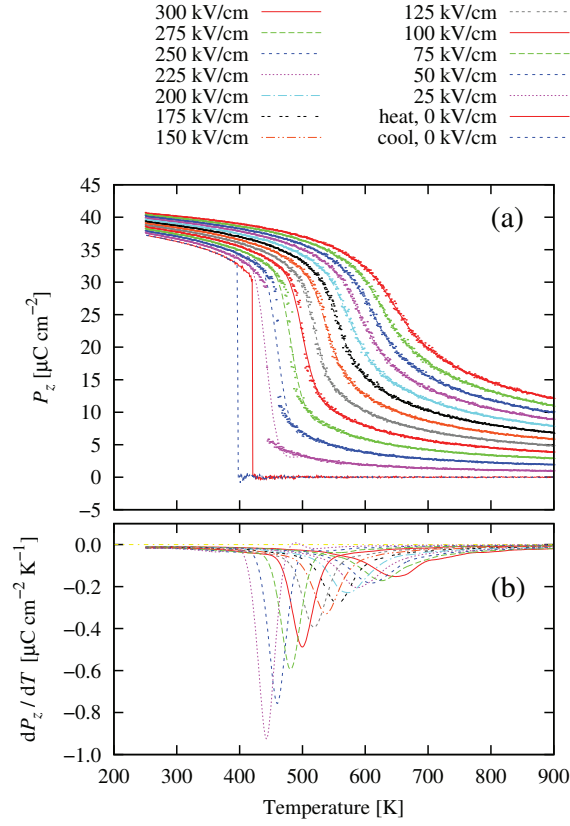 300 kV/cm
275 kV/cm
250 kV/cm
225 kV/cm
200 kV/cm
175 kV/cm
150 kV/cm
125 kV/cm
100 kV/cm
75 kV/cm
50 kV/cm
25 kV/cm
heat, 0 kV/cm
cool, 0 kV/cm
(a)
P_z [μC cm⁻²]
45
40
35
30
25
20
15
10
5
0
−5
(b)
dP_z / dT [μC cm⁻² K⁻¹]
0.0
−0.2
−0.4
−0.6
−0.8
−1.0
200 300 400 500 600 700 800 900
Temperature [K]